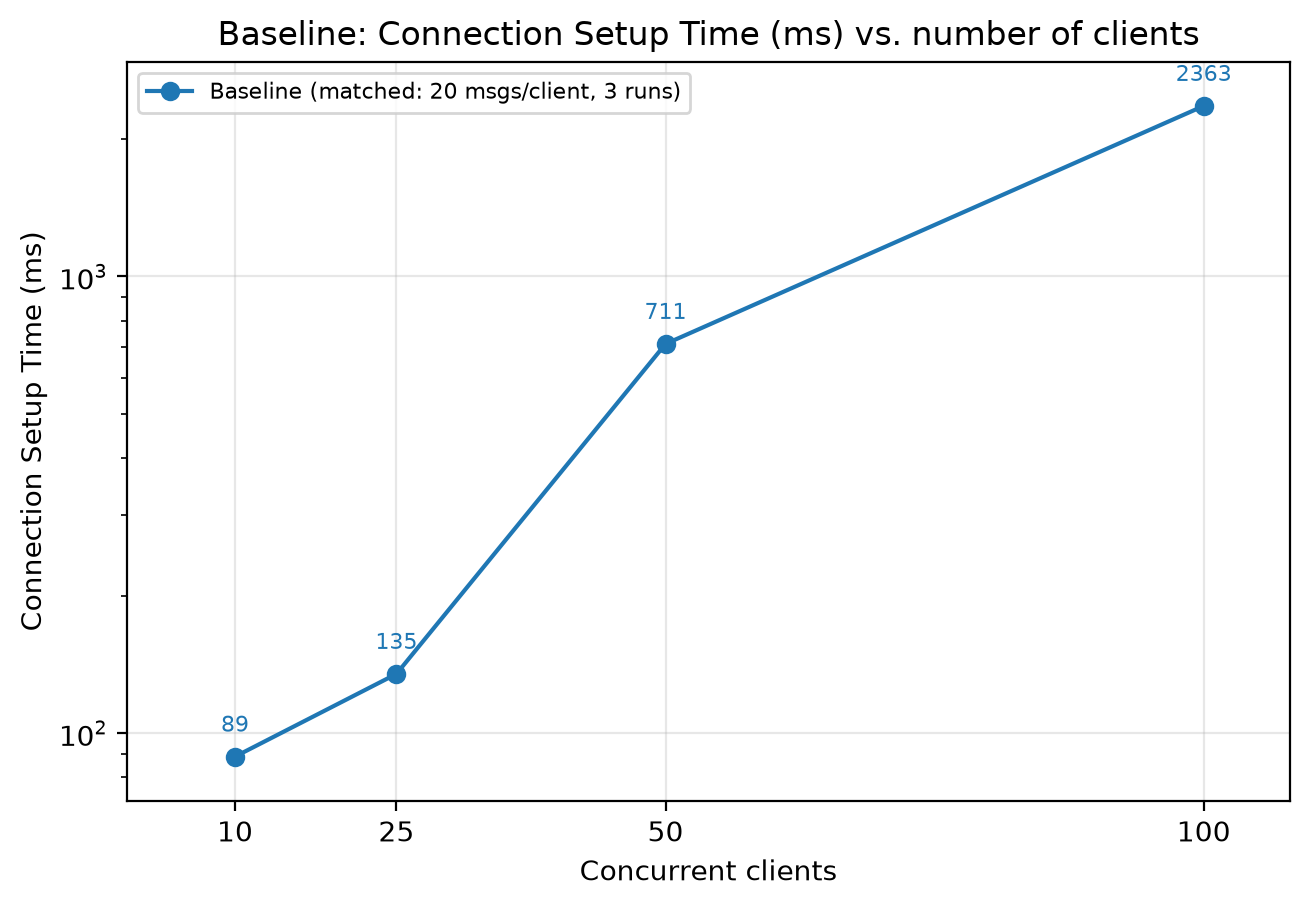 Baseline: Connection Setup Time (ms) vs. number of clients
Baseline (matched: 20 msgs/client, 3 runs)
2363
711
135
89
10³
10²
Connection Setup Time (ms)
10 25 50 100
Concurrent clients